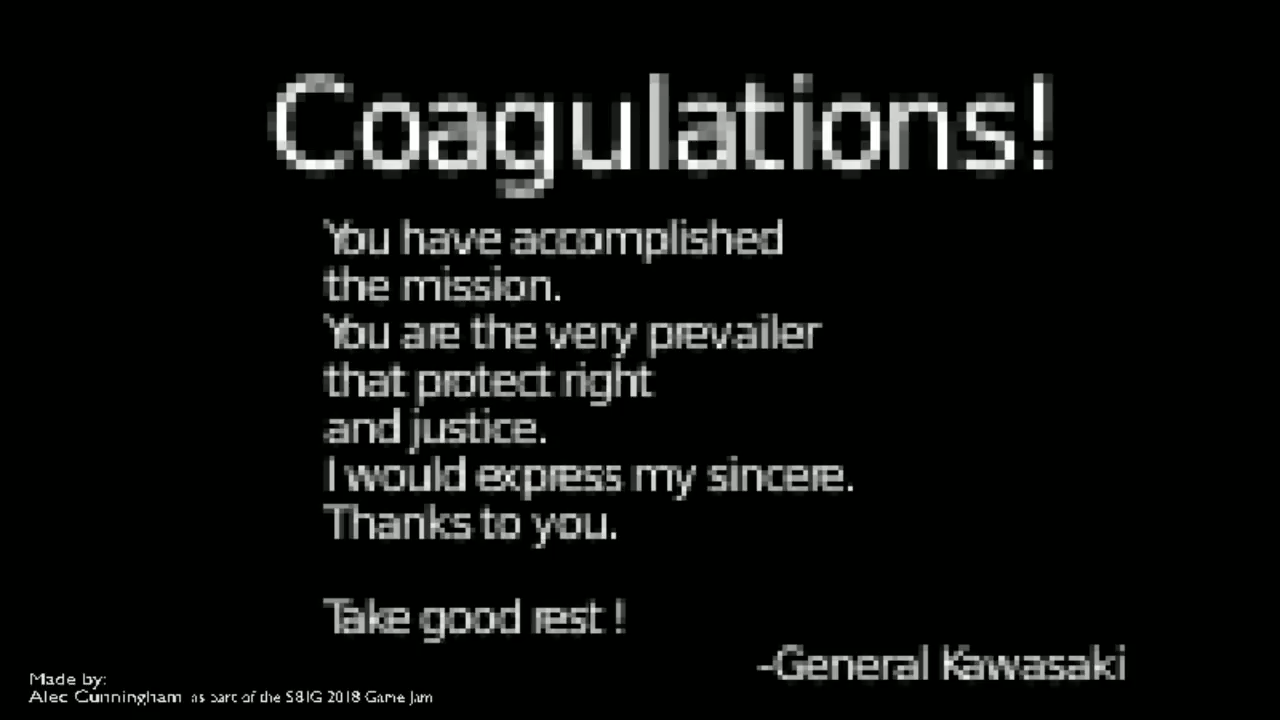 Coagulations!
You have accomplished
the mission.
You are the very prevailer
that protect right
and justice.
I would express my sincere.
Thanks to you.
Take good rest !
-General Kawasaki
Made by:
Alec Cunningham as part of the SBIG 2018 Game Jam